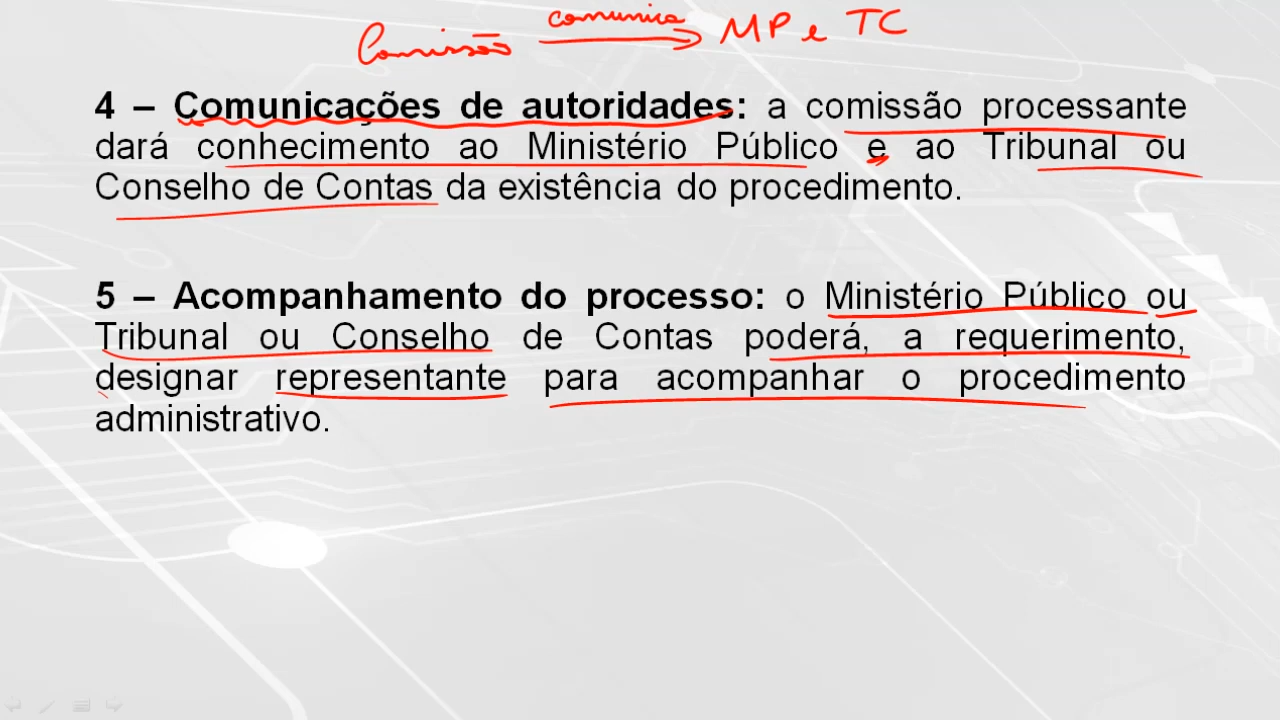 Comissão comunica MP e TC
4 – Comunicações de autoridades: a comissão processante
dará conhecimento ao Ministério Público e ao Tribunal ou
Conselho de Contas da existência do procedimento.
5 – Acompanhamento do processo: o Ministério Público ou
Tribunal ou Conselho de Contas poderá, a requerimento,
designar representante para acompanhar o procedimento
administrativo.